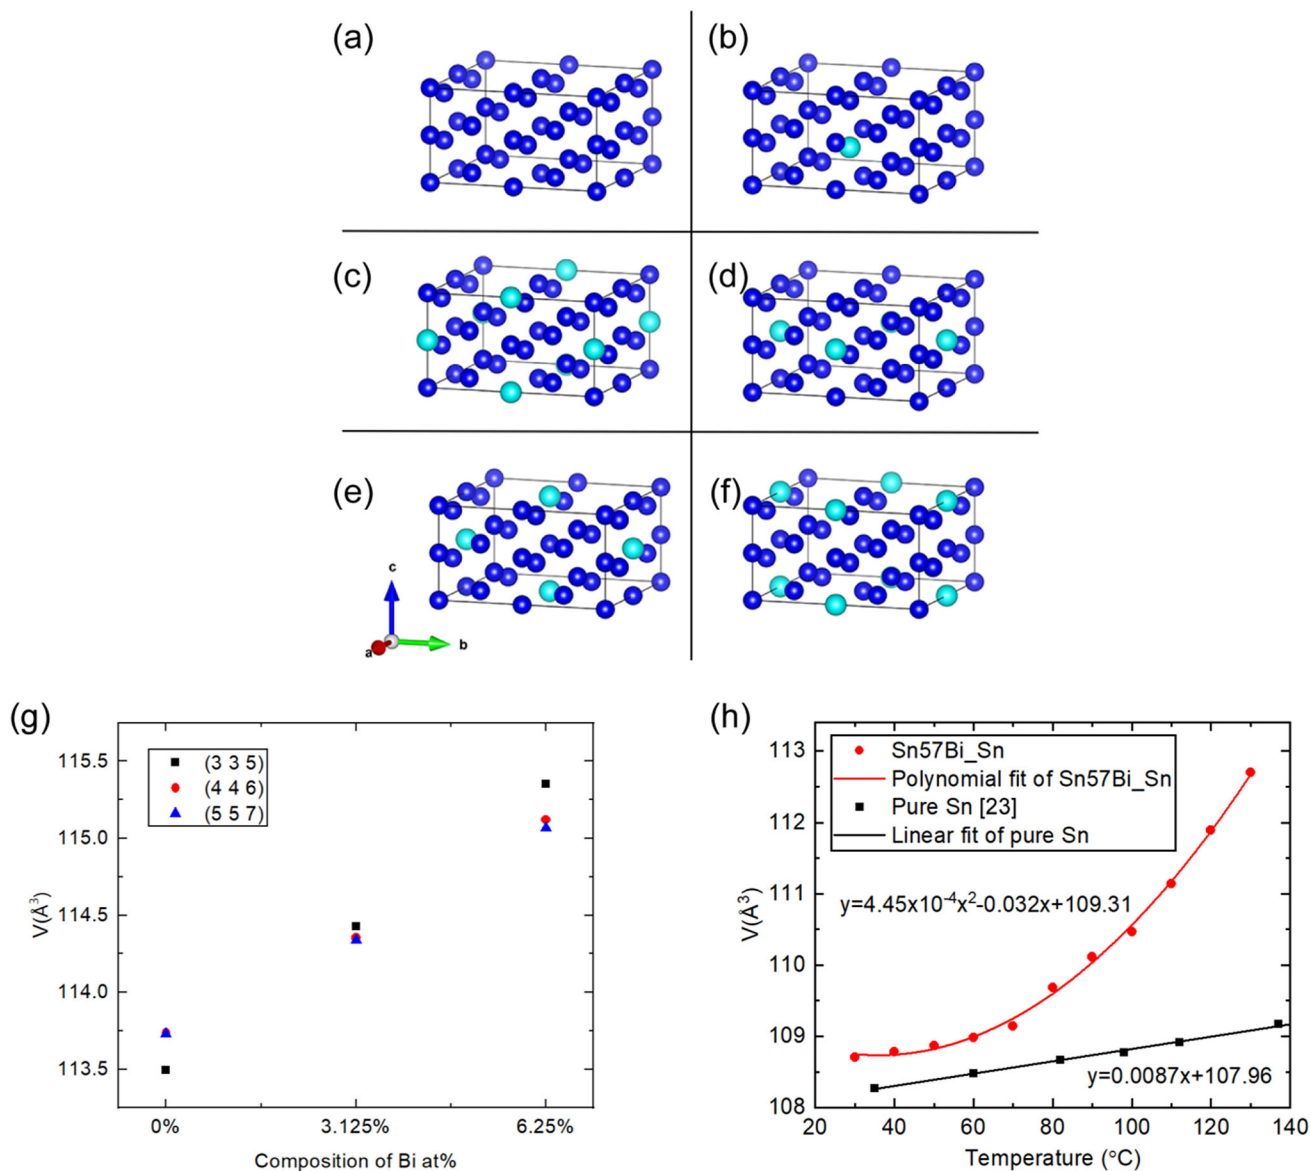 (a)
(b)
(c)
(d)
(e)
(f)
c
a
b
(g)
(h)
V(Å³)
115.5
115.0
114.5
114.0
113.5
(3 3 5)
(4 4 6)
(5 5 7)
0%
3.125%
6.25%
Composition of Bi at%
V(Å³)
113
112
111
110
109
108
Sn57Bi_Sn
Polynomial fit of Sn57Bi_Sn
Pure Sn [23]
Linear fit of pure Sn
y=4.45x10⁻⁴x²-0.032x+109.31
y=0.0087x+107.96
20
40
60
80
100
120
140
Temperature (°C)